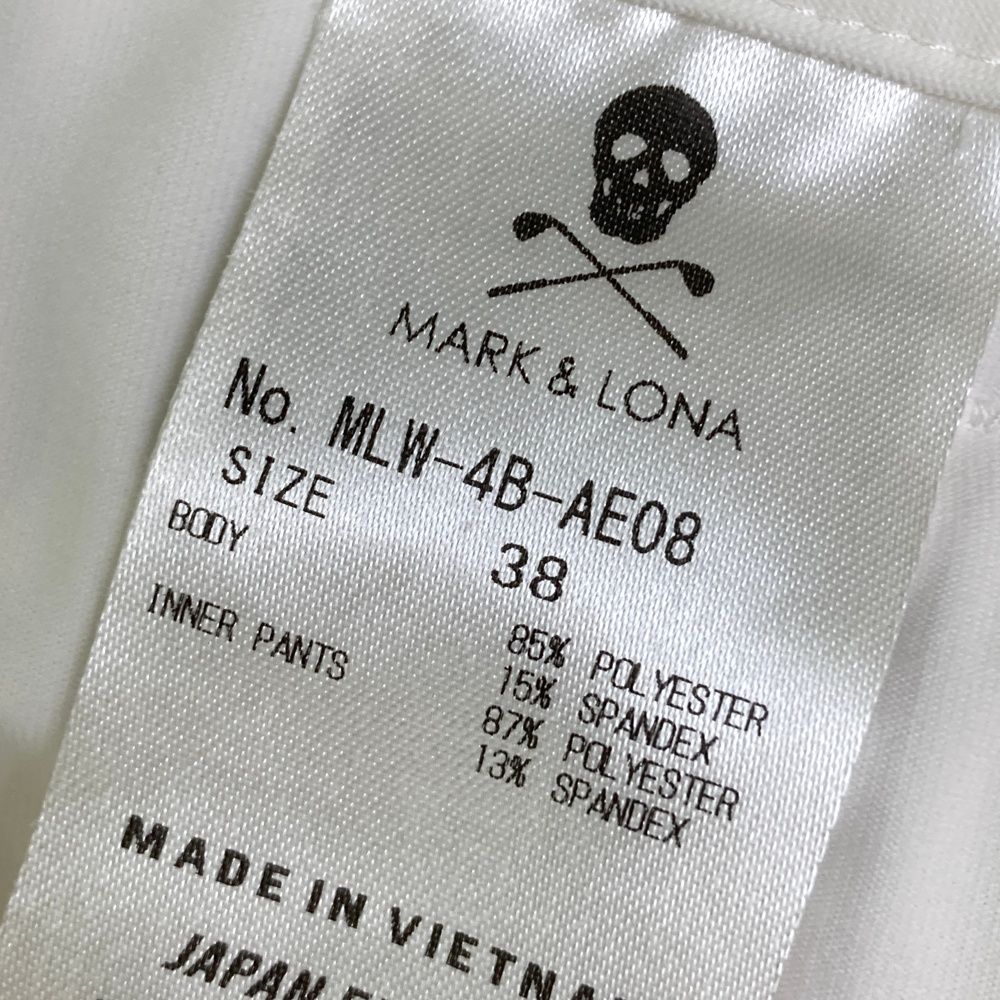 MARK & LONA
No. MLW-4B-AE08
SIZE 38
BODY 85% POLYESTER
15% SPANDEX
INNER PANTS 87% POLYESTER
13% SPANDEX
MADE IN
JAPAN